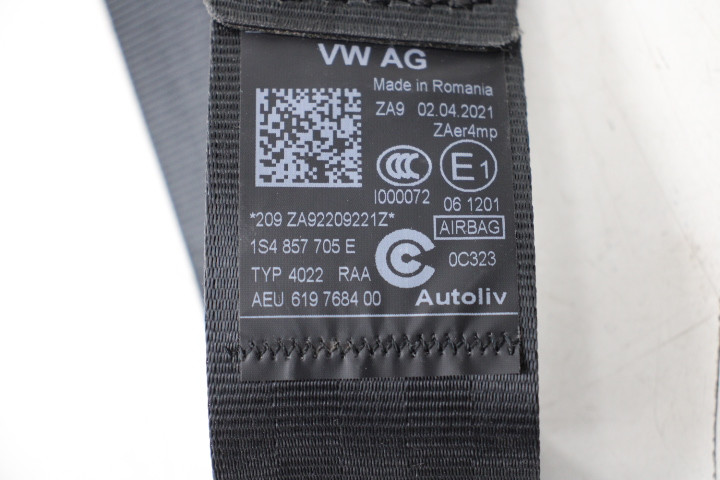 VW AG
Made in Romania
ZA9 02.04.2021
ZAer4mp
CCC E1
I000072 06 1201
*209 ZA92209221Z* AIRBAG
1S4 857 705 E
0C323
TYP 4022 RAA
AEU 619 7684 00 Autoliv